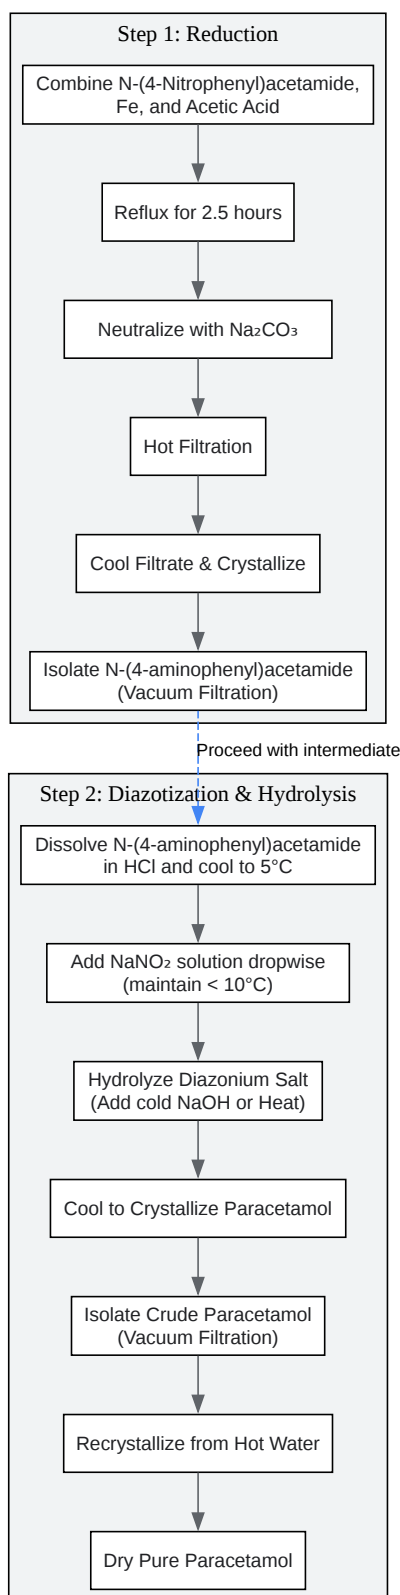 Step 1: Reduction
Combine N-(4-Nitrophenyl)acetamide,
Fe, and Acetic Acid
Reflux for 2.5 hours
Neutralize with Na₂CO₃
Hot Filtration
Cool Filtrate & Crystallize
Isolate N-(4-aminophenyl)acetamide
(Vacuum Filtration)
Proceed with intermediate
Step 2: Diazotization & Hydrolysis
Dissolve N-(4-aminophenyl)acetamide
in HCl and cool to 5°C
Add NaNO₂ solution dropwise
(maintain < 10°C)
Hydrolyze Diazonium Salt
(Add cold NaOH or Heat)
Cool to Crystallize Paracetamol
Isolate Crude Paracetamol
(Vacuum Filtration)
Recrystallize from Hot Water
Dry Pure Paracetamol